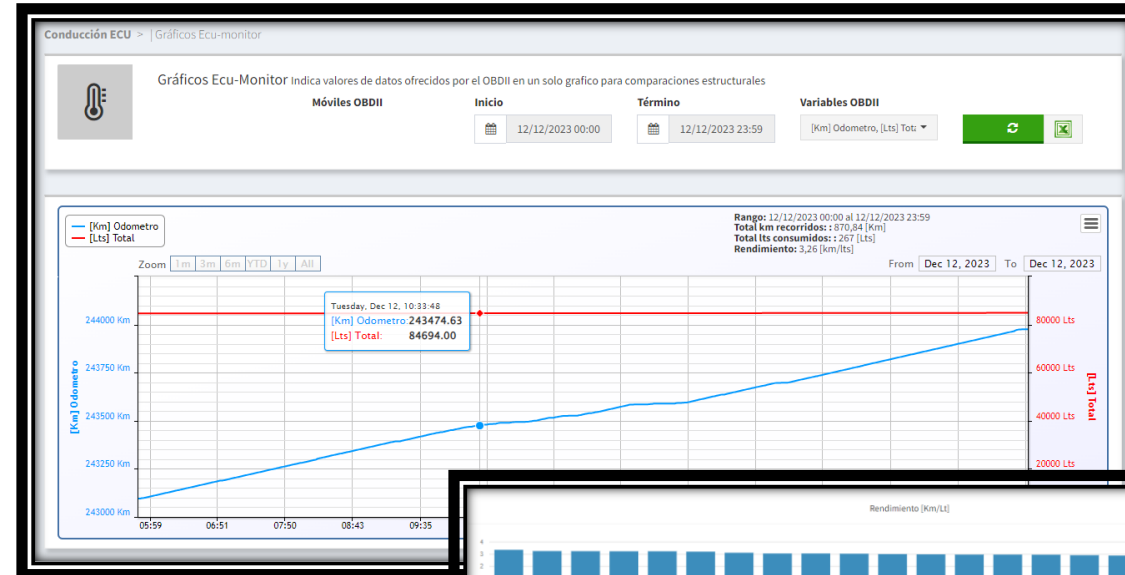 Conducción ECU > | Gráficos Ecu-monitor
Gráficos Ecu-Monitor Indica valores de datos ofrecidos por el OBDII en un solo grafico para comparaciones estructurales
Móviles OBDII
Inicio
Término
Variables OBDII
12/12/2023 00:00
12/12/2023 23:59
[Km] Odometro, [Lts] Tota
[Km] Odometro
[Lts] Total
Rango: 12/12/2023 00:00 al 12/12/2023 23:59
Total km recorridos: : 870,84 [Km]
Total lts consumidos: : 267 [Lts]
Rendimiento: 3,26 [km/lts]
Zoom 1m 3m 6m YTD 1y All
From Dec 12, 2023 To Dec 12, 2023
Tuesday, Dec 12, 10:33:48
[Km] Odometro: 243474.63
[Lts] Total: 84694.00
244000 Km
243750 Km
243500 Km
243250 Km
243000 Km
[Km] Odometro
80000 Lts
60000 Lts
40000 Lts
20000 Lts
[Lts] Total
05:59 06:51 07:50 08:43 09:35
Rendimiento [Km/Lt]
4
3
2